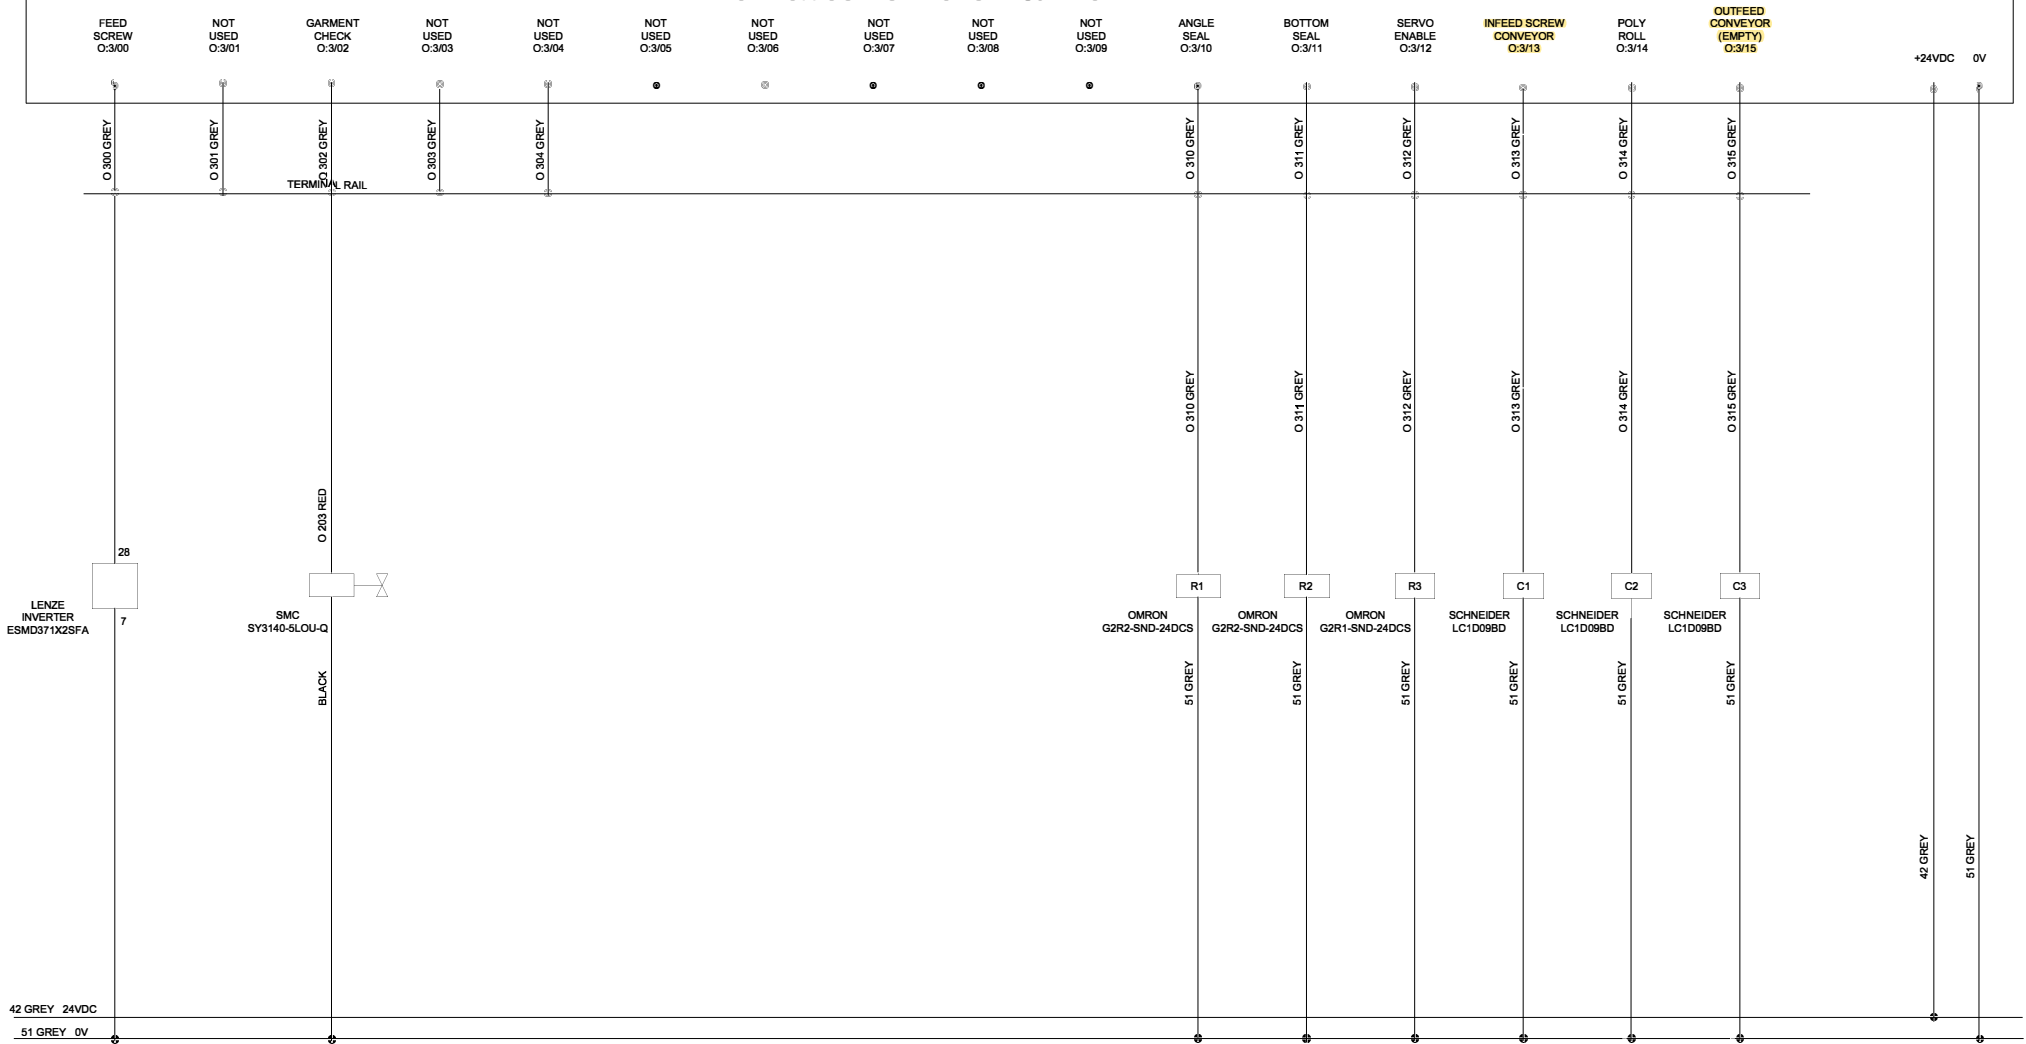 FEED
SCREW
O:3/00
NOT
USED
O:3/01
GARMENT
CHECK
O:3/02
NOT
USED
O:3/03
NOT
USED
O:3/04
NOT
USED
O:3/05
NOT
USED
O:3/06
NOT
USED
O:3/07
NOT
USED
O:3/08
NOT
USED
O:3/09
ANGLE
SEAL
O:3/10
BOTTOM
SEAL
O:3/11
SERVO
ENABLE
O:3/12
INFEED SCREW
CONVEYOR
O:3/13
POLY
ROLL
O:3/14
OUTFEED
CONVEYOR
(EMPTY)
O:3/15
+24VDC
0V
O 300 GREY
O 301 GREY
O 302 GREY
O 303 GREY
O 304 GREY
O 310 GREY
O 311 GREY
O 312 GREY
O 313 GREY
O 314 GREY
O 315 GREY
TERMINAL RAIL
O 310 GREY
O 311 GREY
O 312 GREY
O 313 GREY
O 314 GREY
O 315 GREY
O 203 RED
28
7
LENZE
INVERTER
ESMD371X2SFA
SMC
SY3140-5LOU-Q
BLACK
R1
OMRON
G2R2-SND-24DCS
R2
OMRON
G2R2-SND-24DCS
R3
OMRON
G2R1-SND-24DCS
C1
SCHNEIDER
LC1D09BD
C2
SCHNEIDER
LC1D09BD
C3
SCHNEIDER
LC1D09BD
51 GREY
51 GREY
51 GREY
51 GREY
51 GREY
51 GREY
42 GREY
51 GREY
42 GREY 24VDC
51 GREY 0V